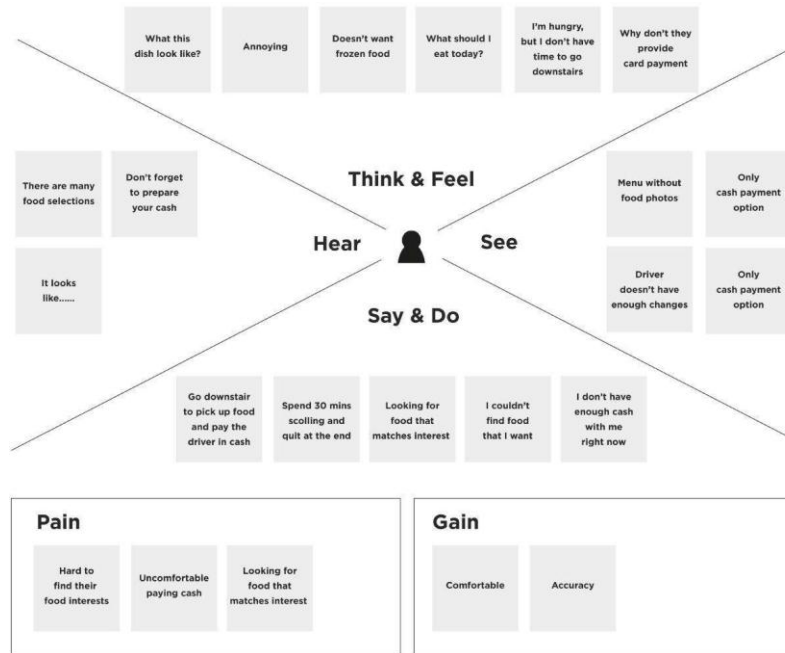 What this
dish look like?
Annoying
Doesn't want
frozen food
What should I
eat today?
I'm hungry,
but I don't have
time to go
downstairs
Why don't they
provide
card payment
Think & Feel
There are many
food selections
Don't forget
to prepare
your cash
It looks
like......
Hear
See
Menu without
food photos
Only
cash payment
option
Driver
doesn't have
enough changes
Only
cash payment
option
Say & Do
Go downstair
to pick up food
and pay the
driver in cash
Spend 30 mins
scolling and
quit at the end
Looking for
food that
matches interest
I couldn't
find food
that I want
I don't have
enough cash
with me
right now
Pain
Hard to
find their
food interests
Uncomfortable
paying cash
Looking for
food that
matches interest
Gain
Comfortable
Accuracy